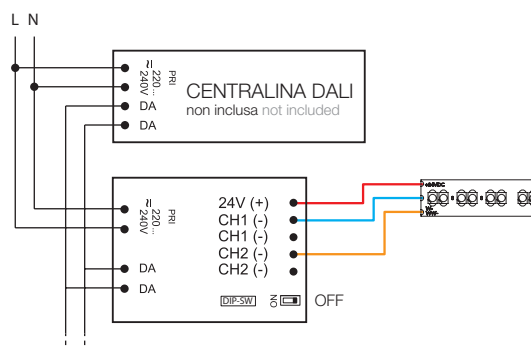 L N
≂ 220...
240V
PRI
DA
DA
CENTRALINA DALI
non inclusa not included
≂ 220...
240V
PRI
DA
DA
24V (+)
CH1 (-)
CH1 (-)
CH2 (-)
CH2 (-)
DIP-SW
ON
OFF